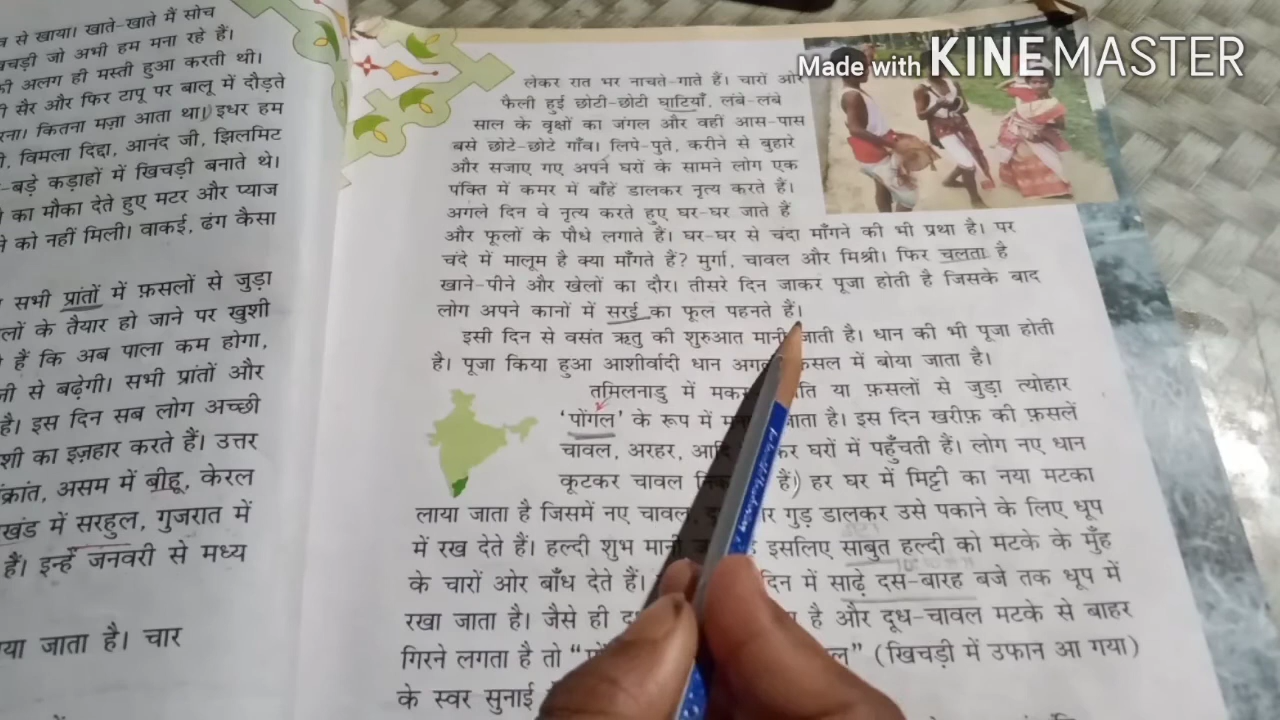 Made with KINEMASTER
व से खाया। खाते-खाते मैं सोच
खिचड़ी जो अभी हम मना रहे हैं।
अलग ही मस्ती हुआ करती थी।
सैर और फिर टापू पर बालू में दौड़ते
रना। कितना मज़ा आता था। इधर हम
विमला दिद्दा, आनंद जी, झिलमिट
-बड़े कड़ाहों में खिचड़ी बनाते थे।
का मौका देते हुए मटर और प्याज
को नहीं मिली। वाकई, ढंग कैसा
सभी प्रांतों में फ़सलों से जुड़ा
लों के तैयार हो जाने पर खुशी
हैं कि अब पाला कम होगा,
से बढ़ेगी। सभी प्रांतों और
है। इस दिन सब लोग अच्छी
शी का इज़हार करते हैं। उत्तर
क्रांत, असम में बीहू, केरल
खंड में सरहुल, गुजरात में
हैं। इन्हें जनवरी से मध्य
या जाता है। चार
लेकर रात भर नाचते-गाते हैं। चारों ओर
फैली हुई छोटी-छोटी घाटियाँ, लंबे-लंबे
साल के वृक्षों का जंगल और वहीं आस-पास
बसे छोटे-छोटे गाँव। लिपे-पुते, करीने से बुहारे
और सजाए गए अपने घरों के सामने लोग एक
पंक्ति में कमर में बाँहें डालकर नृत्य करते हैं।
अगले दिन वे नृत्य करते हुए घर-घर जाते हैं
और फूलों के पौधे लगाते हैं। घर-घर से चंदा माँगने की भी प्रथा है। पर
चंदे में मालूम है क्या माँगते हैं? मुर्गा, चावल और मिश्री। फिर चलता है
खाने-पीने और खेलों का दौर। तीसरे दिन जाकर पूजा होती है जिसके बाद
लोग अपने कानों में सरई का फूल पहनते हैं।
इसी दिन से वसंत ऋतु की शुरुआत मानी जाती है। धान की भी पूजा होती
है। पूजा किया हुआ आशीर्वादी धान फ़सल में बोया जाता है।
तमिलनाडु में या फ़सलों से जुड़ा त्योहार
'पोंगल' के रूप में जाता है। इस दिन खरीफ़ की फ़सलें
चावल, अरहर, घरों में पहुँचती हैं। लोग नए धान
कूटकर चावल हैं। हर घर में मिट्टी का नया मटका
लाया जाता है जिसमें नए चावल, गुड़ डालकर उसे पकाने के लिए धूप
में रख देते हैं। हल्दी शुभ इसलिए साबुत हल्दी को मटके के मुँह
के चारों ओर बाँध देते हैं। दिन में साढ़े दस-बारह बजे तक धूप में
रखा जाता है। जैसे ही है और दूध-चावल मटके से बाहर
गिरने लगता है तो (खिचड़ी में उफान आ गया)
के स्वर सुनाई